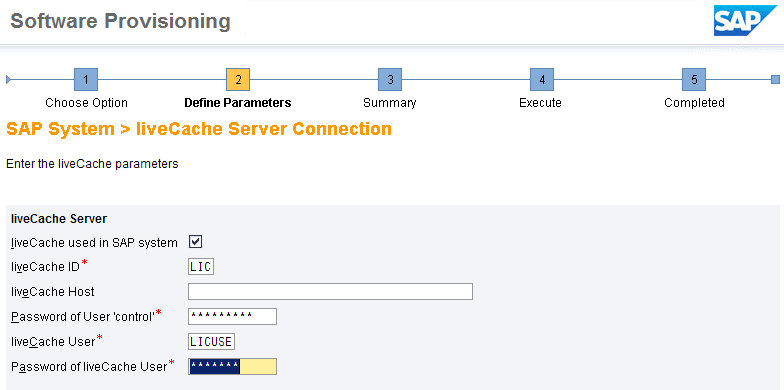 Software Provisioning
SAP
1 2 3 4 5
Choose Option Define Parameters Summary Execute Completed
SAP System > liveCache Server Connection
Enter the liveCache parameters
liveCache Server
liveCache used in SAP system
liveCache ID* LIC
liveCache Host
Password of User 'control'* *********
liveCache User* LICUSE
Password of liveCache User* *******